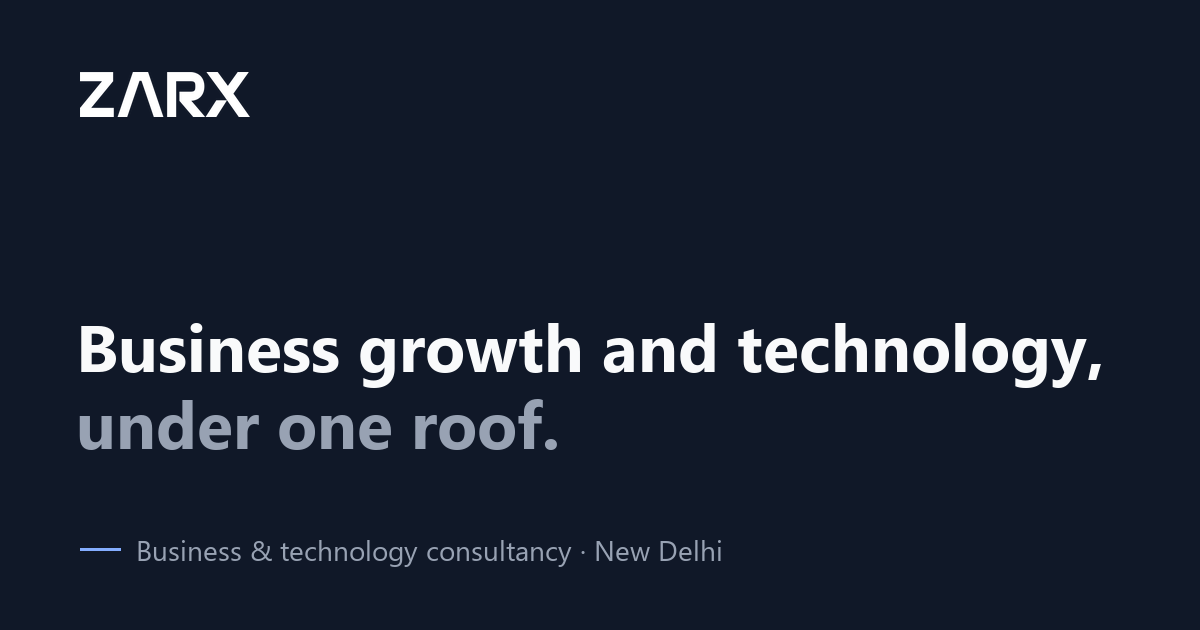 ZARX
Business growth and technology,
under one roof.
Business & technology consultancy · New Delhi